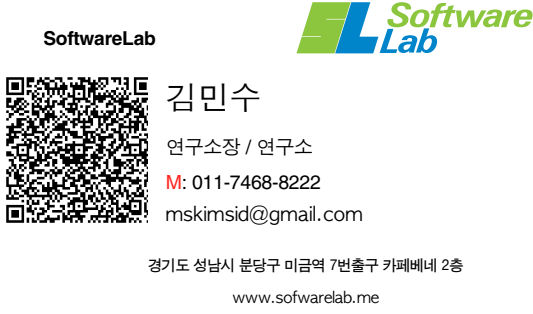 SoftwareLab
SL Software
Lab
김민수
연구소장 / 연구소
M: 011-7468-8222
mskimsid@gmail.com
경기도 성남시 분당구 미금역 7번출구 카페베네 2층
www.sofwarelab.me